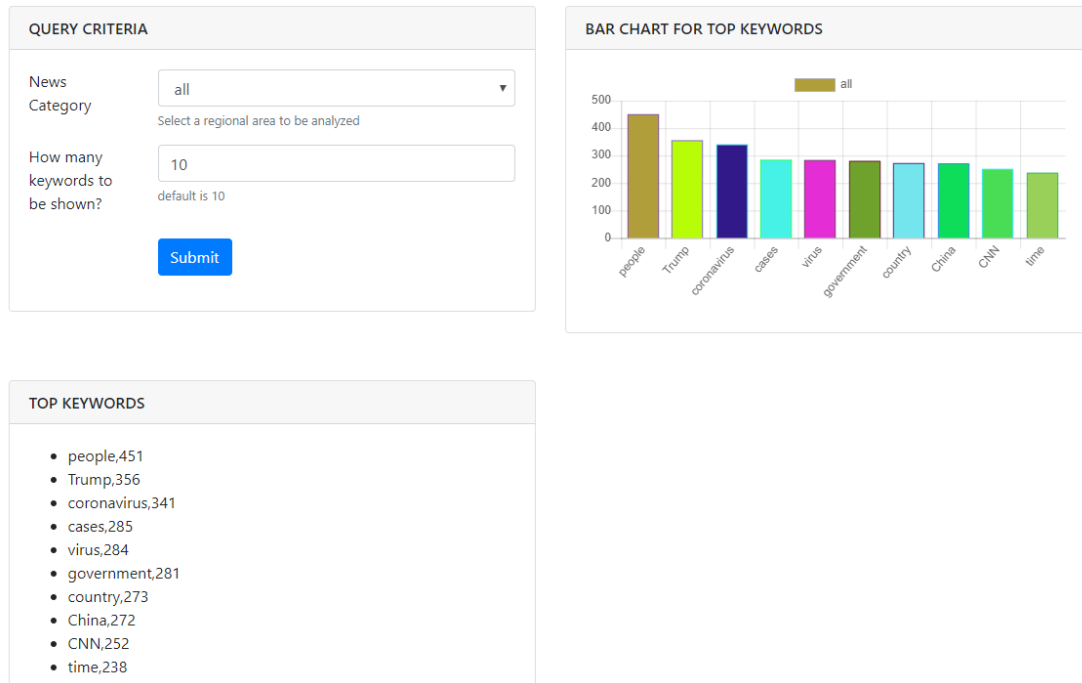 QUERY CRITERIA
News
Category
all
Select a regional area to be analyzed
How many
keywords to
be shown?
10
default is 10
Submit
BAR CHART FOR TOP KEYWORDS
all
500
400
300
200
100
0
people
Trump
coronavirus
cases
virus
government
country
China
CNN
time
TOP KEYWORDS
• people,451
• Trump,356
• coronavirus,341
• cases,285
• virus,284
• government,281
• country,273
• China,272
• CNN,252
• time,238